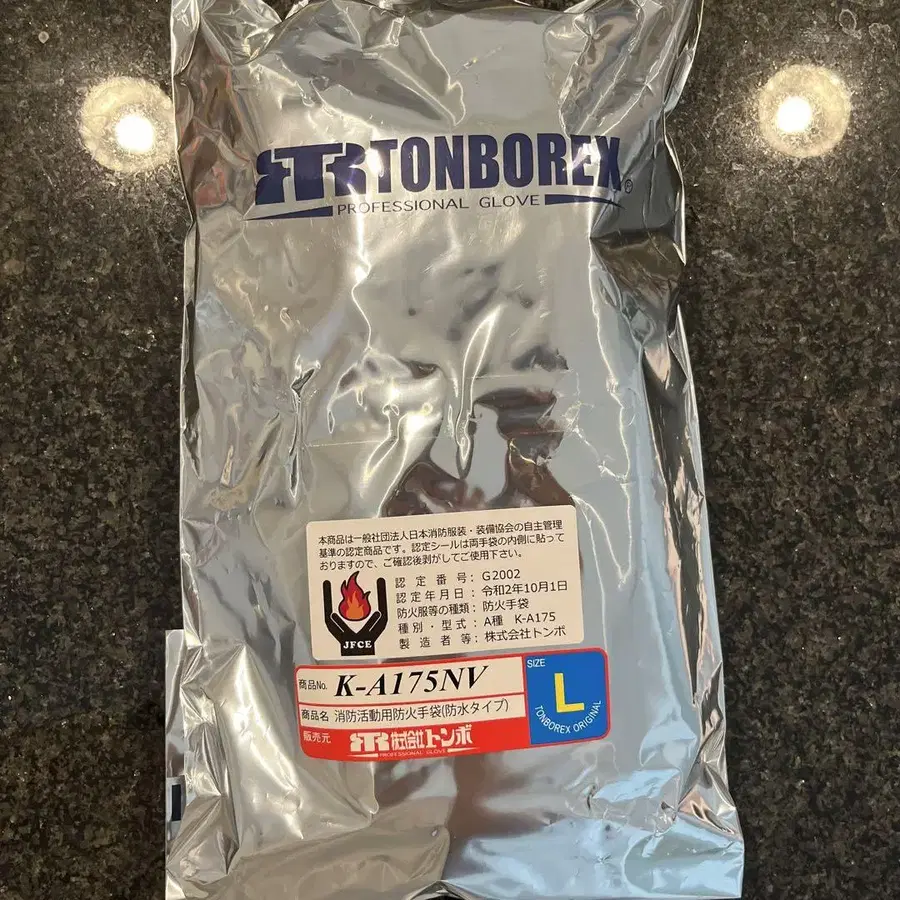 TR TONBOREX®
PROFESSIONAL GLOVE
本商品は一般社団法人日本消防服装・装備協会の自主管理
基準の認定商品です。認定シールは両手袋の内側に貼って
おりますので、ご確認後剥がしてご使用下さい。
認定番号:G2002
認定年月日:令和2年10月1日
防火服等の種類:防火手袋
種別・型式:A種 K-A175
製造者等:株式会社トンボ
JFCE
商品No. K-A175NV
商品名 消防活動用防火手袋(防水タイプ)
販売元 TR 株式会社トンボ
PROFESSIONAL GLOVE
SIZE
L
TONBOREX ORIGINAL